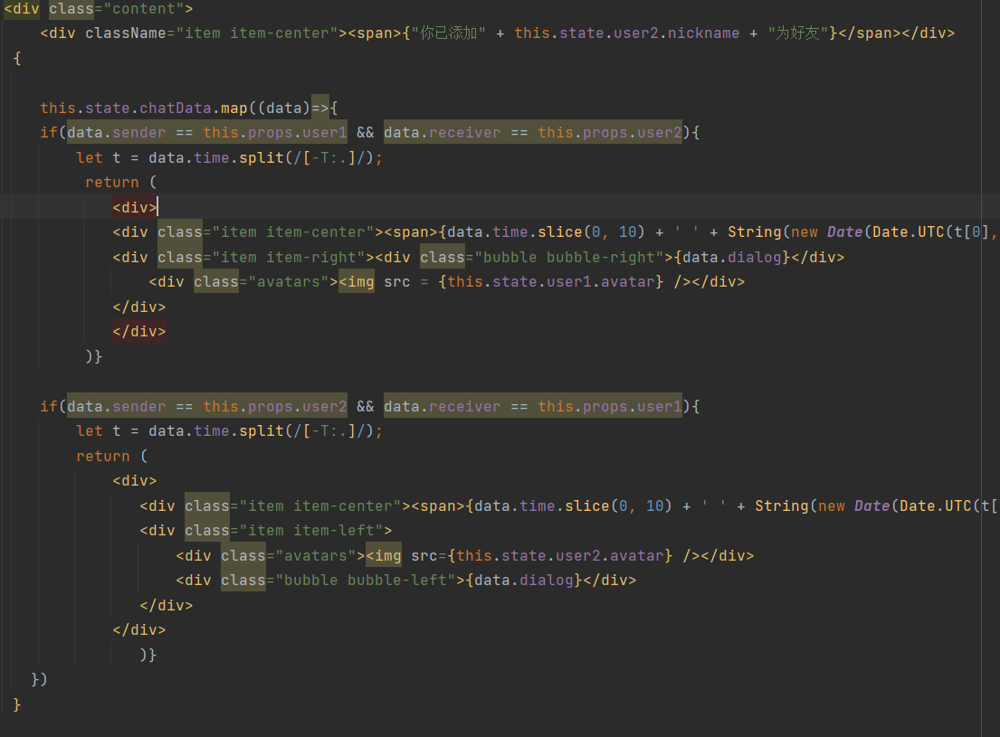 <div class="content">
<div className="item item-center"><span>{"你已添加" + this.state.user2.nickname + "为好友"}</span></div>
{
this.state.chatData.map((data)=>{
if(data.sender == this.props.user1 && data.receiver == this.props.user2){
let t = data.time.split(/[-T:.]/);
return (
<div>
<div class="item item-center"><span>{data.time.slice(0, 10) + ' ' + String(new Date(Date.UTC(t[0],
<div class="item item-right"><div class="bubble bubble-right">{data.dialog}</div>
<div class="avatars"><img src = {this.state.user1.avatar} /></div>
</div>
</div>
)}
if(data.sender == this.props.user2 && data.receiver == this.props.user1){
let t = data.time.split(/[-T:.]/);
return (
<div>
<div class="item item-center"><span>{data.time.slice(0, 10) + ' ' + String(new Date(Date.UTC(t[
<div class="item item-left">
<div class="avatars"><img src={this.state.user2.avatar} /></div>
<div class="bubble bubble-left">{data.dialog}</div>
</div>
</div>
)}
})
}